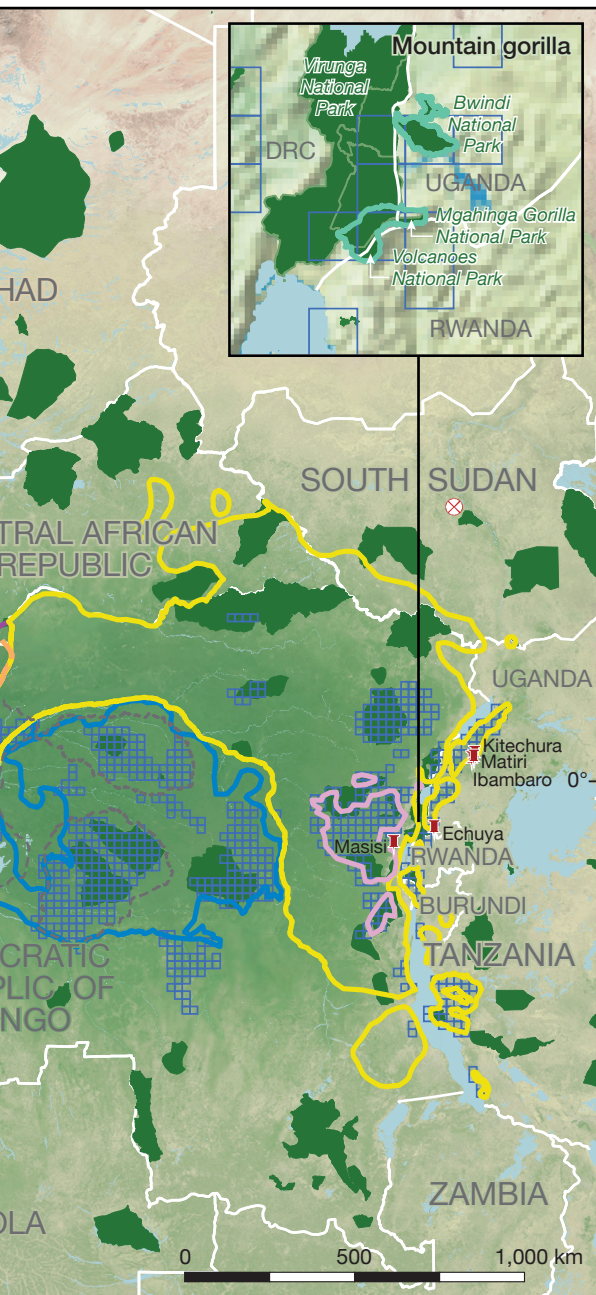 Mountain gorilla
Virunga
National
Park
Bwindi
National
Park
DRC
UGANDA
Mgahinga Gorilla
National Park
Volcanoes
National Park
RWANDA
HAD
SOUTH SUDAN
TRAL AFRICAN
REPUBLIC
UGANDA
Kitechura
Matiri
Ibambaro
0°
Echuya
Masisi
RWANDA
BURUNDI
TANZANIA
CRATIC
PLIC OF
NGO
ZAMBIA
OLA
0 500 1,000 km